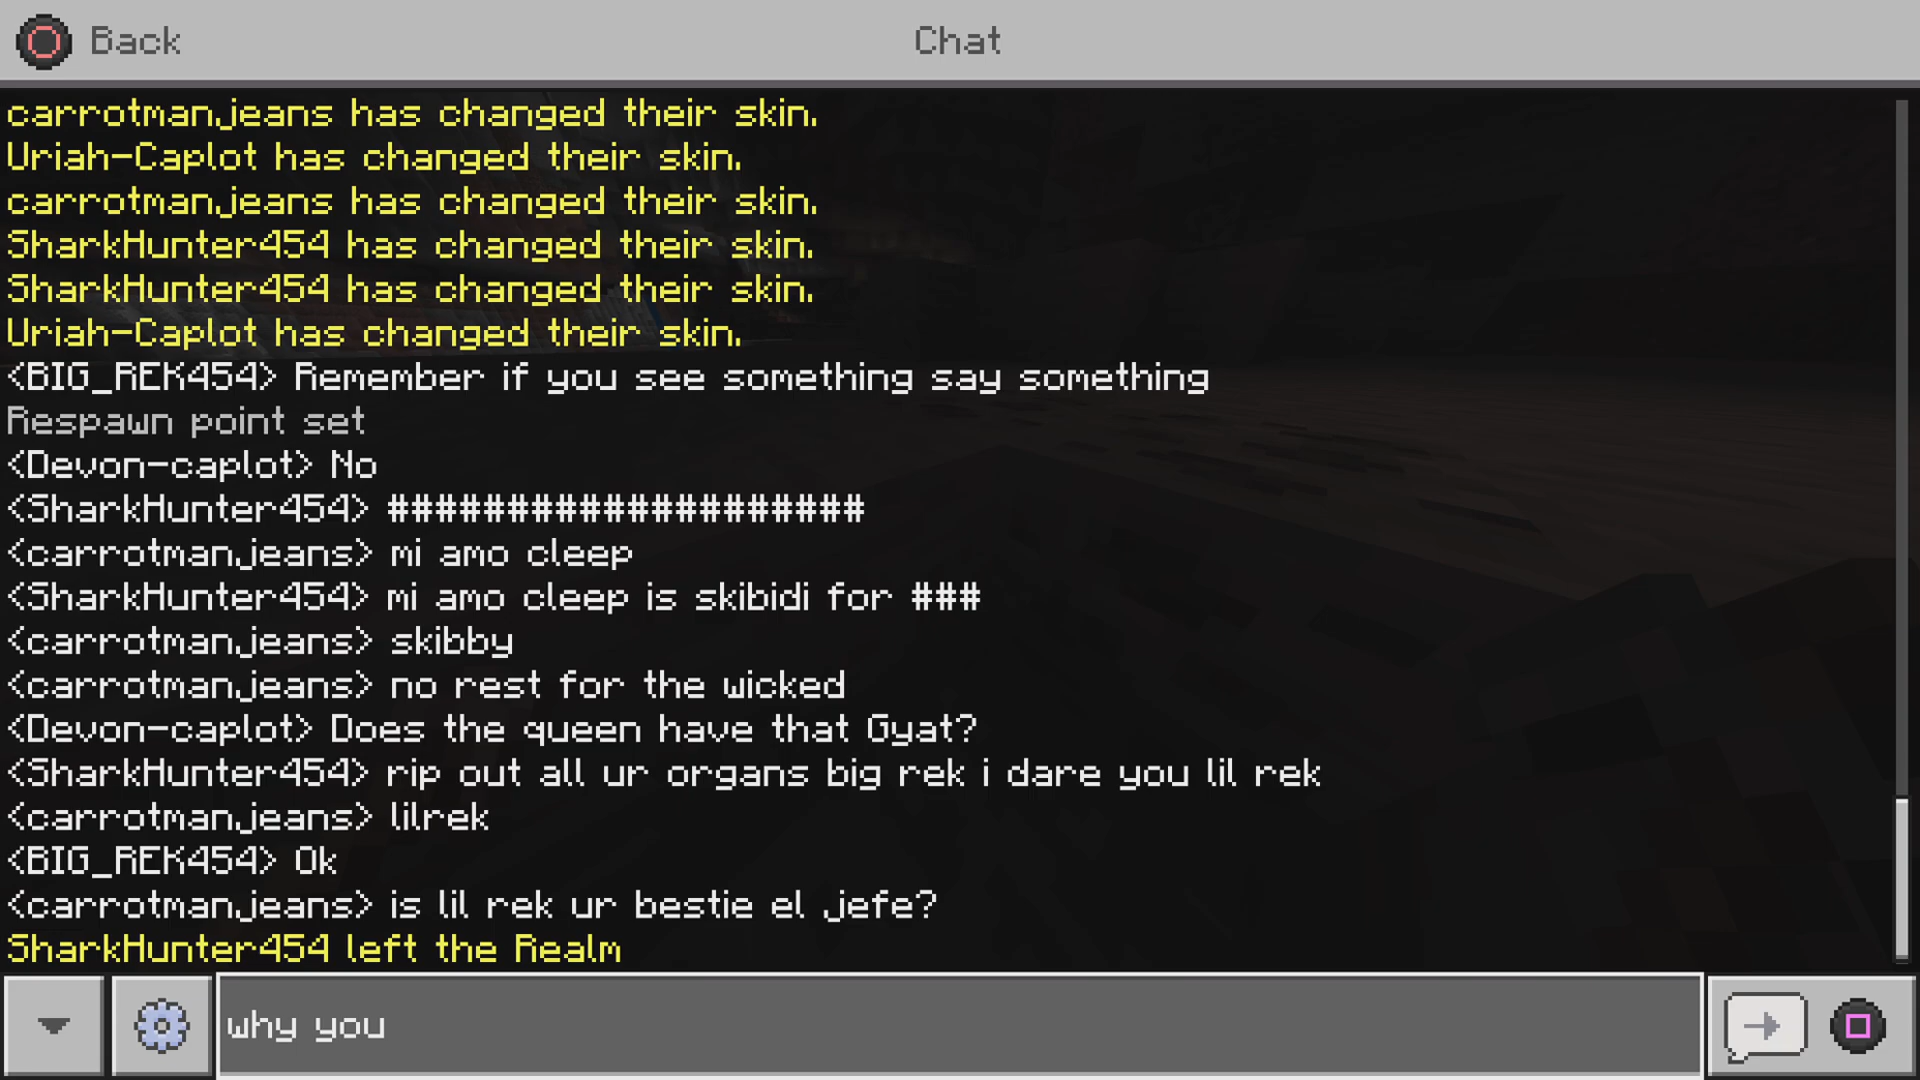 Back
Chat
carrotmanjeans has changed their skin.
Uriah-Caplot has changed their skin.
carrotmanjeans has changed their skin.
SharkHunter454 has changed their skin.
SharkHunter454 has changed their skin.
Uriah-Caplot has changed their skin.
<BIG_REK454> Remember if you see something say something
Respawn point set
<Devon-caplot> No
<SharkHunter454> ####################
<carrotmanjeans> mi amo cleep
<SharkHunter454> mi amo cleep is skibidi for ###
<carrotmanjeans> skibby
<carrotmanjeans> no rest for the wicked
<Devon-caplot> Does the queen have that Gyat?
<SharkHunter454> rip out all ur organs big rek i dare you lil rek
<carrotmanjeans> lilrek
<BIG_REK454> Ok
<carrotmanjeans> is lil rek ur bestie el jefe?
SharkHunter454 left the Realm
why you